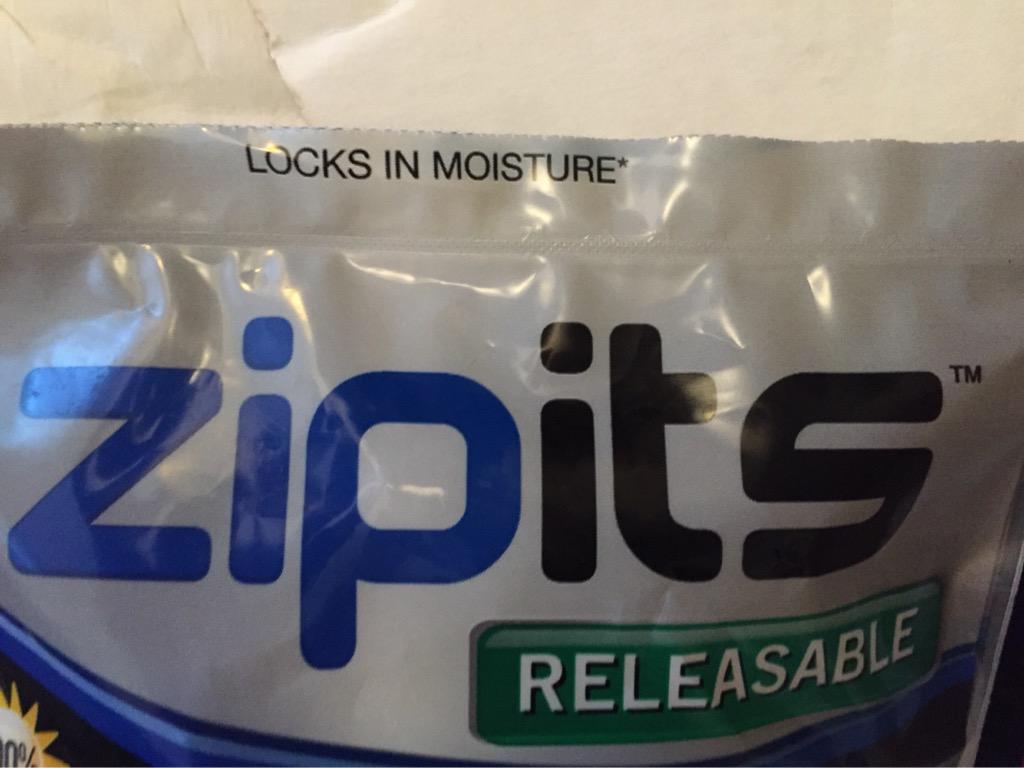 LOCKS IN MOISTURE*
zipits™
RELEASABLE